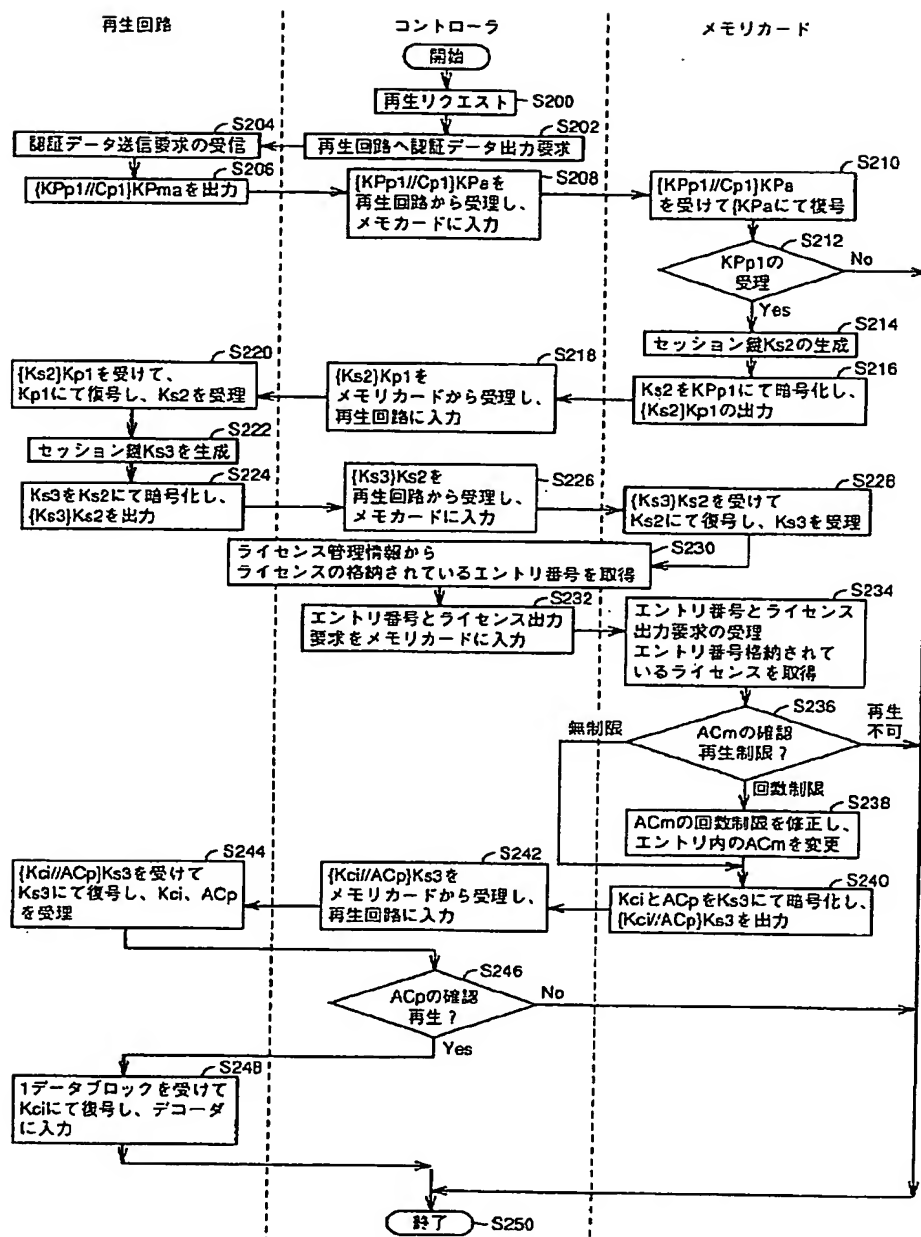 再生回路
コントローラ
メモリカード
開始
再生リクエスト
S200
S204
認証データ送信要求の受信
S202
再生回路へ認証データ出力要求
S206
{KPp1//Cp1}KPmaを出力
S208
{KPp1//Cp1}KPaを
再生回路から受理し、
メモカードに入力
S210
{KPp1//Cp1}KPa
を受けて{KPaにて復号
S212
KPp1の
受理
No
Yes
S214
セッション鍵Ks2の生成
S216
Ks2をKPp1にて暗号化し、
{Ks2]Kp1の出力
S218
{Ks2}Kp1を
メモリカードから受理し、
再生回路に入力
S220
{Ks2}Kp1を受けて、
Kp1にて復号し、Ks2を受理
S222
セッション鍵Ks3を生成
S224
Ks3をKs2にて暗号化し、
{Ks3}Ks2を出力
{Ks3}Ks2を
再生回路から受理し、
メモカードに入力
S226
S228
{Ks3}Ks2を受けて
Ks2にて復号し、Ks3を受理
S230
ライセンス管理情報から
ライセンスの格納されているエントリ番号を取得
S232
エントリ番号とライセンス出力
要求をメモリカードに入力
S234
エントリ番号とライセンス
出力要求の受理
エントリ番号格納されて
いるライセンスを取得
S236
ACmの確認
再生制限?
無制限
再生
不可
回数制限
S238
ACmの回数制限を修正し、
エントリ内のACmを変更
S240
KciとACpをKs3にて暗号化し、
{Kci//ACp}Ks3を出力
S242
{Kci//ACp}Ks3を
メモリカードから受理し、
再生回路に入力
S244
{Kci//ACp}Ks3を受けて
Ks3にて復号し、Kci、ACp
を受理
S246
ACpの確認
再生?
No
Yes
S248
1データブロックを受けて
Kciにて復号し、デコーダ
に入力
終了
S250